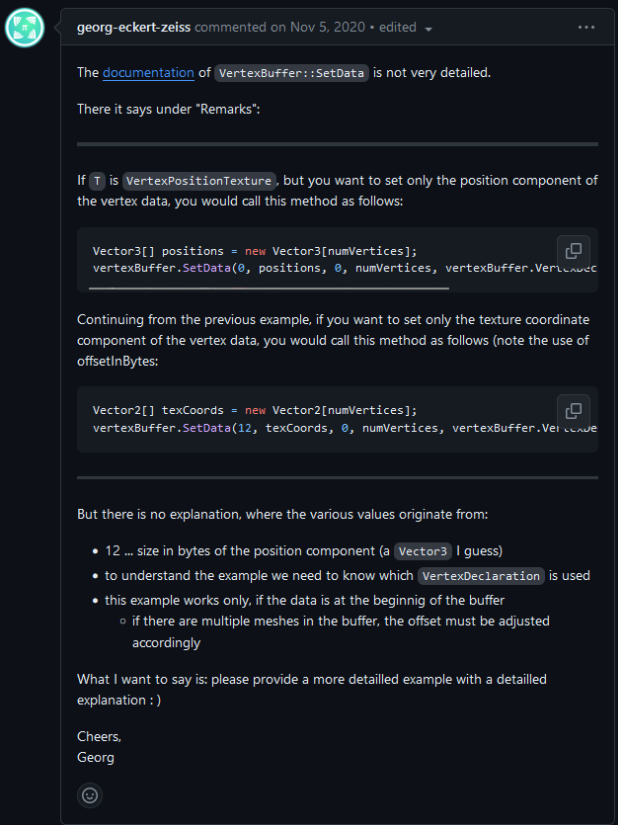 georg-eckert-zeiss commented on Nov 5, 2020 • edited
The documentation of VertexBuffer::SetData is not very detailed.
There it says under "Remarks":
If T is VertexPositionTexture, but you want to set only the position component of
the vertex data, you would call this method as follows:
Vector3[] positions = new Vector3[numVertices];
vertexBuffer.SetData(0, positions, 0, numVertices, vertexBuffer.VertexDec
Continuing from the previous example, if you want to set only the texture coordinate
component of the vertex data, you would call this method as follows (note the use of
offsetInBytes:
Vector2[] texCoords = new Vector2[numVertices];
vertexBuffer.SetData(12, texCoords, 0, numVertices, vertexBuffer.VertexDe
But there is no explanation, where the various values originate from:
• 12 ... size in bytes of the position component (a Vector3 I guess)
• to understand the example we need to know which VertexDeclaration is used
• this example works only, if the data is at the beginnig of the buffer
◦ if there are multiple meshes in the buffer, the offset must be adjusted
accordingly
What I want to say is: please provide a more detailled example with a detailled
explanation : )
Cheers,
Georg